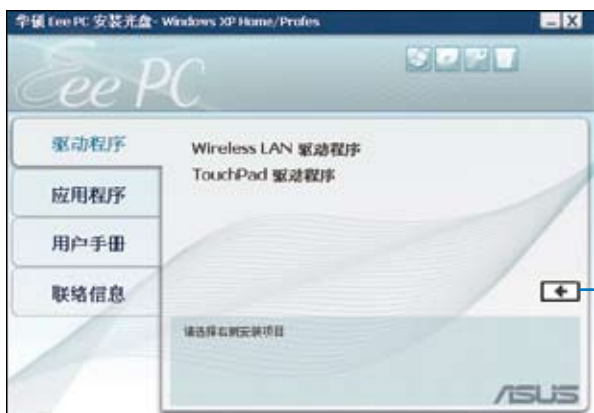 华硕 Eee PC 安装光盘 - Windows XP Home/Profes
Eee PC
驱动程序
应用程序
用户手册
联络信息
Wireless LAN 驱动程序
TouchPad 驱动程序
请选择右侧安装项目
ASUS